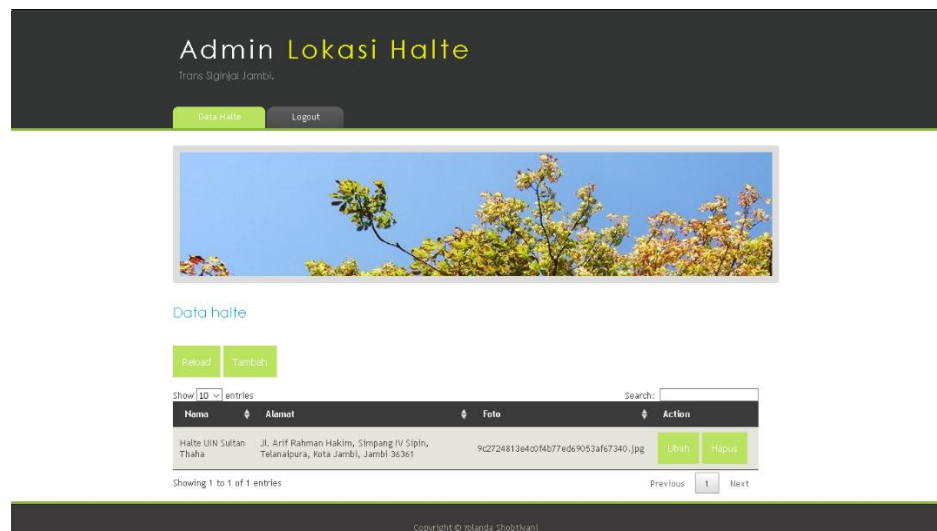 Admin Lokasi Halte
Trans Siginjai Jambi.
Data Halte Logout
Data halte
Reload Tambah
Show 10 entries Search:
Nama Alamat Foto Action
Halte UIN Sultan Thaha
Jl. Arif Rahman Hakim, Simpang IV Sipin,
Telanaipura, Kota Jambi, Jambi 36361
9c2724813e4c0f4b77ed69053af67340.jpg
Ubah Hapus
Showing 1 to 1 of 1 entries Previous 1 Next
Copyright © Yolanda Shobtivani